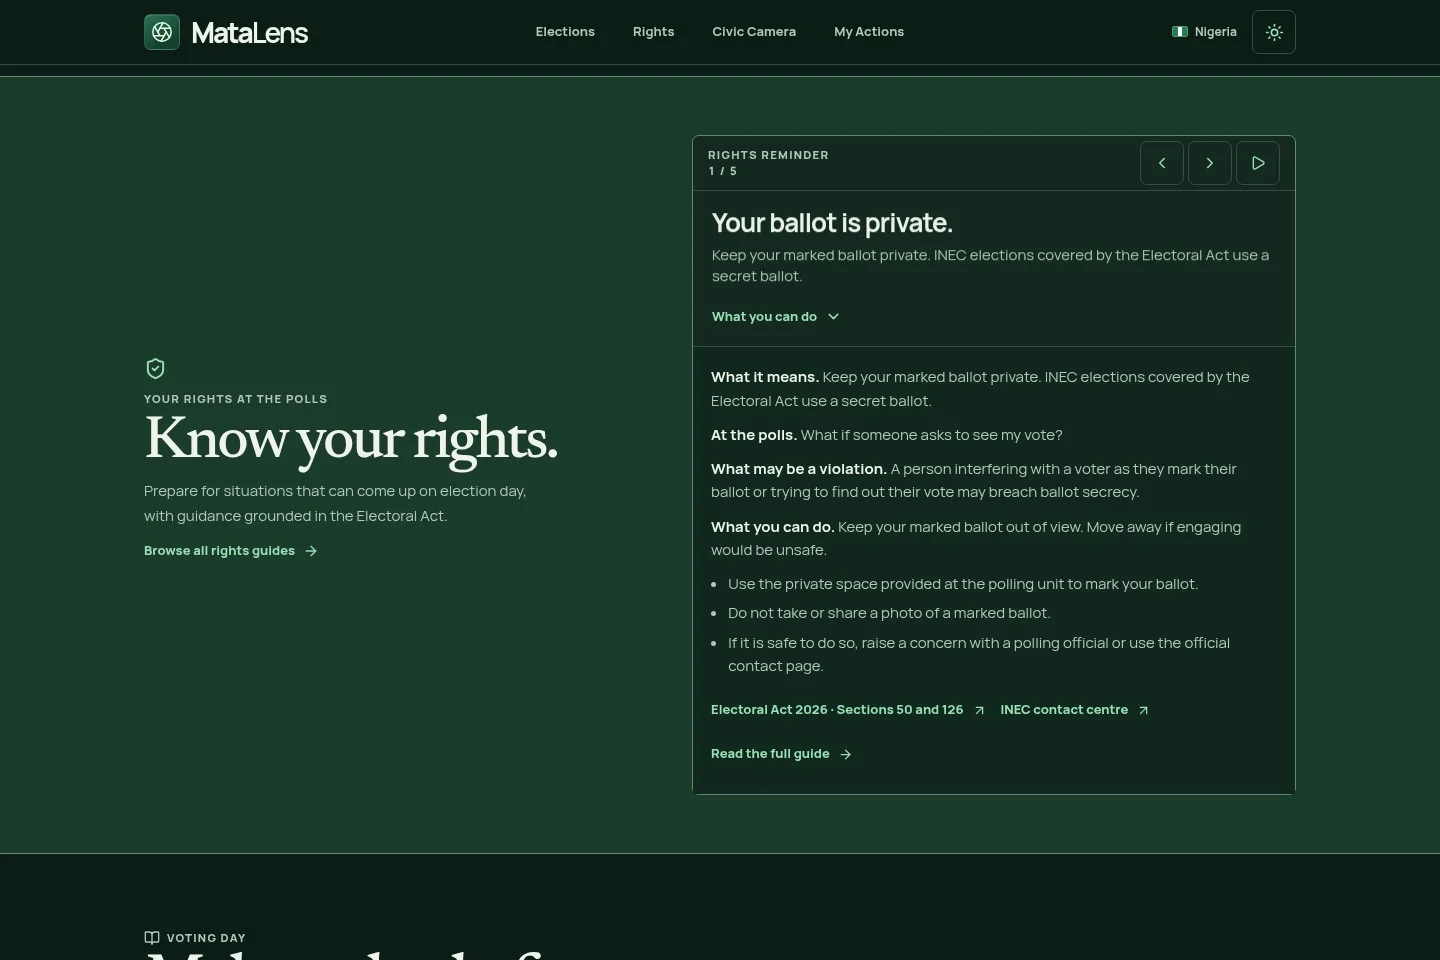 MataLens
Elections
Rights
Civic Camera
My Actions
Nigeria
YOUR RIGHTS AT THE POLLS
Know your rights.
Prepare for situations that can come up on election day,
with guidance grounded in the Electoral Act.
Browse all rights guides
RIGHTS REMINDER
1 / 5
Your ballot is private.
Keep your marked ballot private. INEC elections covered by the Electoral Act use a
secret ballot.
What you can do
What it means. Keep your marked ballot private. INEC elections covered by the
Electoral Act use a secret ballot.
At the polls. What if someone asks to see my vote?
What may be a violation. A person interfering with a voter as they mark their
ballot or trying to find out their vote may breach ballot secrecy.
What you can do. Keep your marked ballot out of view. Move away if engaging
would be unsafe.
• Use the private space provided at the polling unit to mark your ballot.
• Do not take or share a photo of a marked ballot.
• If it is safe to do so, raise a concern with a polling official or use the official
contact page.
Electoral Act 2026 · Sections 50 and 126
INEC contact centre
Read the full guide
VOTING DAY